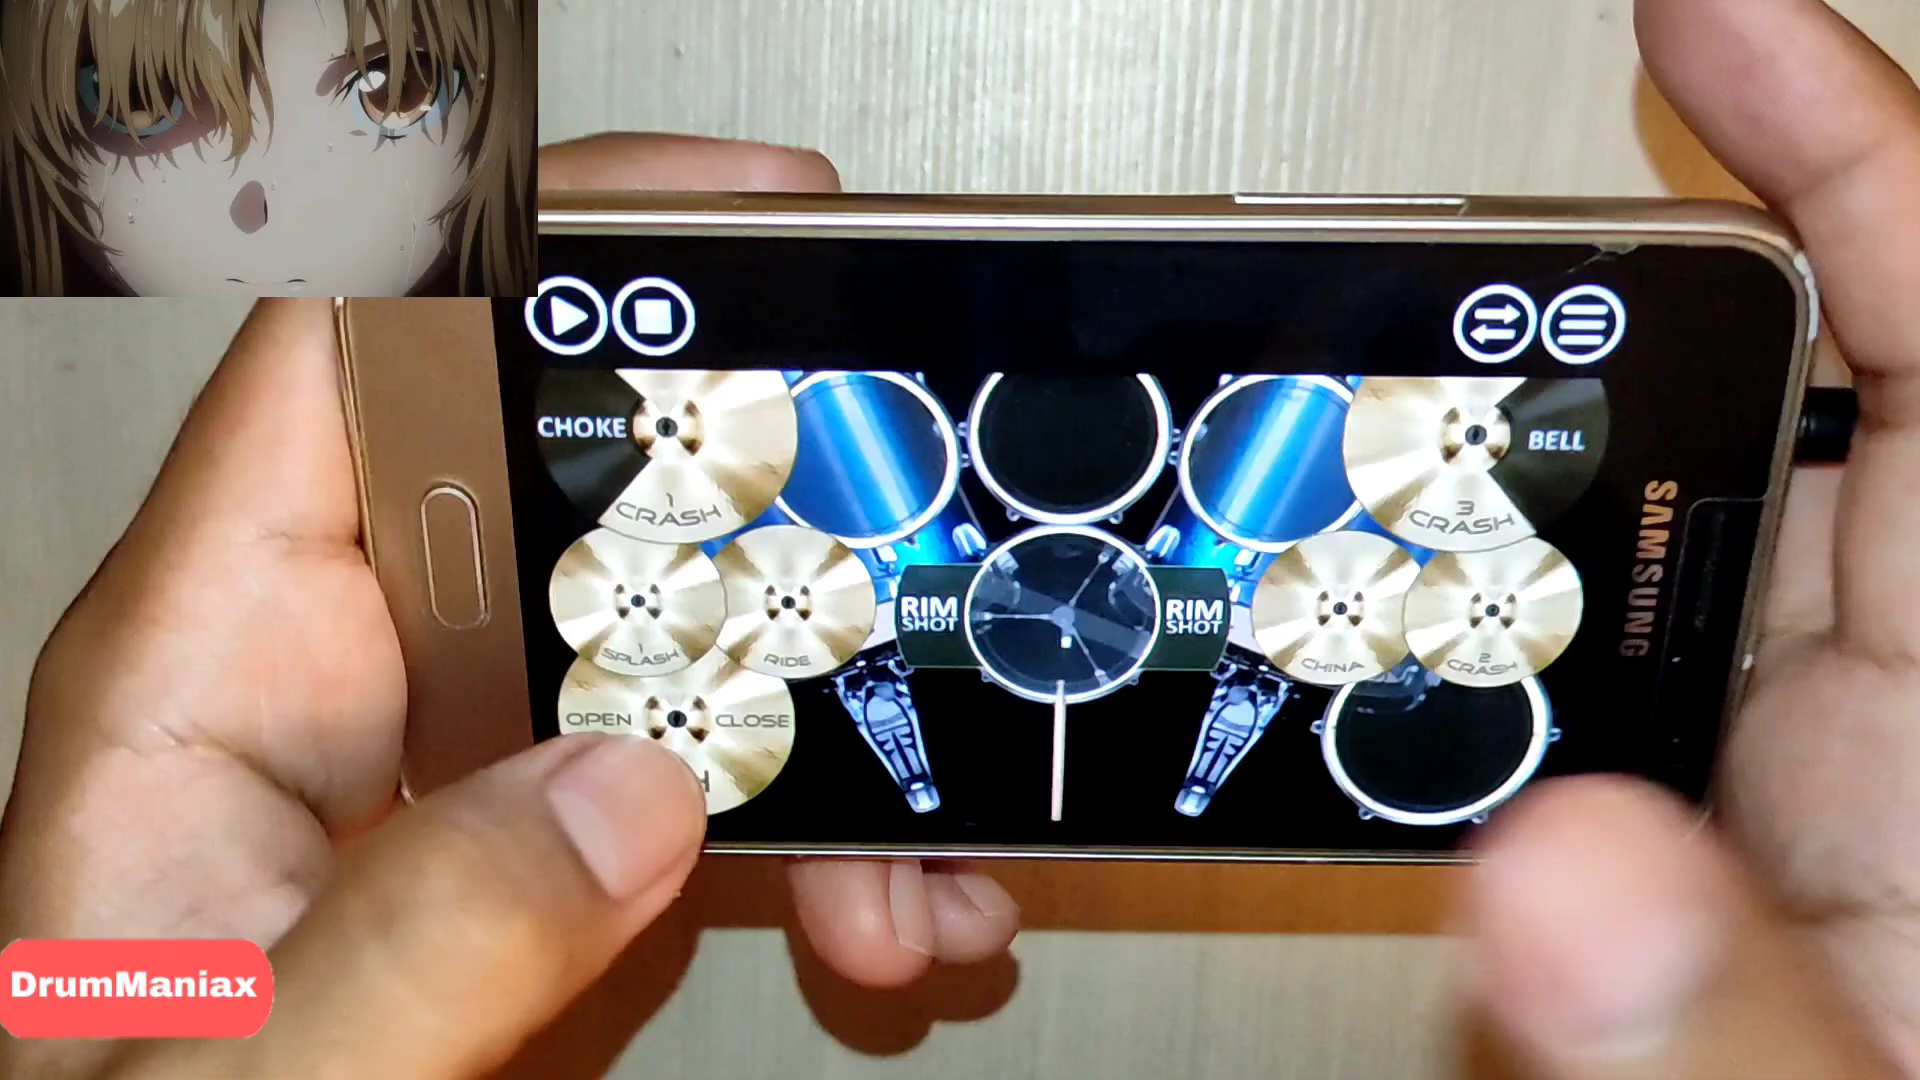 CHOKE
BELL
1
CRASH
3
CRASH
1
SPLASH
RIDE
RIM
SHOT
RIM
SHOT
CHINA
2
CRASH
OPEN
CLOSE
SAMSUNG
DrumManiax